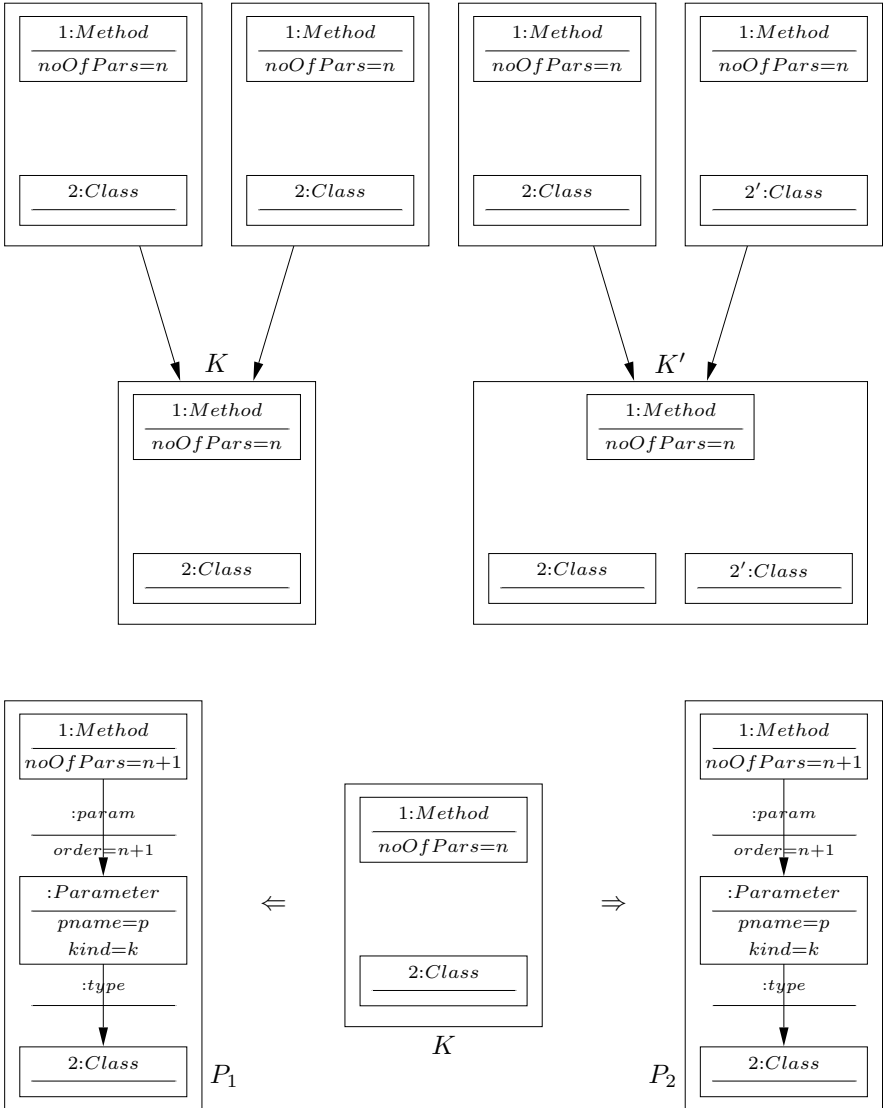 1:Method
noOfPars=n
2:Class
1:Method
noOfPars=n
2:Class
1:Method
noOfPars=n
2:Class
1:Method
noOfPars=n
2′:Class
K
1:Method
noOfPars=n
2:Class
K′
1:Method
noOfPars=n
2:Class
2′:Class
1:Method
noOfPars=n+1
:param
order=n+1
:Parameter
pname=p
kind=k
:type
2:Class
P₁
⇐
1:Method
noOfPars=n
2:Class
K
⇒
1:Method
noOfPars=n+1
:param
order=n+1
:Parameter
pname=p
kind=k
:type
2:Class
P₂